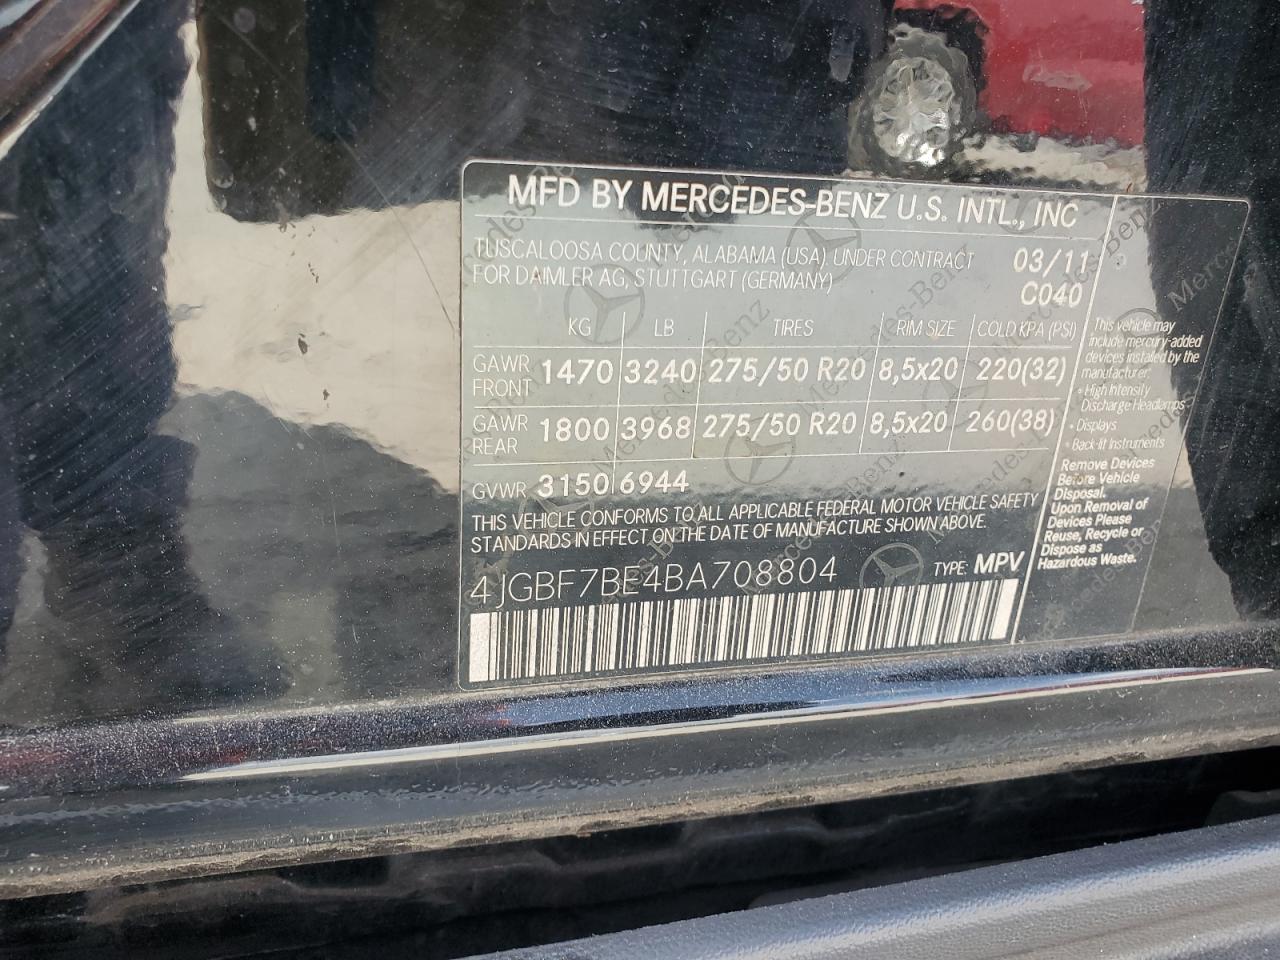 MFD BY MERCEDES-BENZ U.S. INTL., INC
TUSCALOOSA COUNTY, ALABAMA (USA). UNDER CONTRACT
FOR DAIMLER AG, STUTTGART (GERMANY)
03/11
C040
KG LB TIRES RIM SIZE COLD KPA (PSI)
GAWR FRONT 1470 3240 275/50 R20 8,5x20 220(32)
GAWR REAR 1800 3968 275/50 R20 8,5x20 260(38)
GVWR 3150 6944
THIS VEHICLE CONFORMS TO ALL APPLICABLE FEDERAL MOTOR VEHICLE SAFETY
STANDARDS IN EFFECT ON THE DATE OF MANUFACTURE SHOWN ABOVE.
4JGBF7BE4BA708804 TYPE: MPV
This vehicle may
include mercury-added
devices installed by the
manufacturer:
• High Intensity
Discharge Headlamps
• Displays
• Back-lit Instruments
Remove Devices
Before Vehicle
Disposal.
Upon Removal of
Devices Please
Reuse, Recycle or
Dispose as
Hazardous Waste.